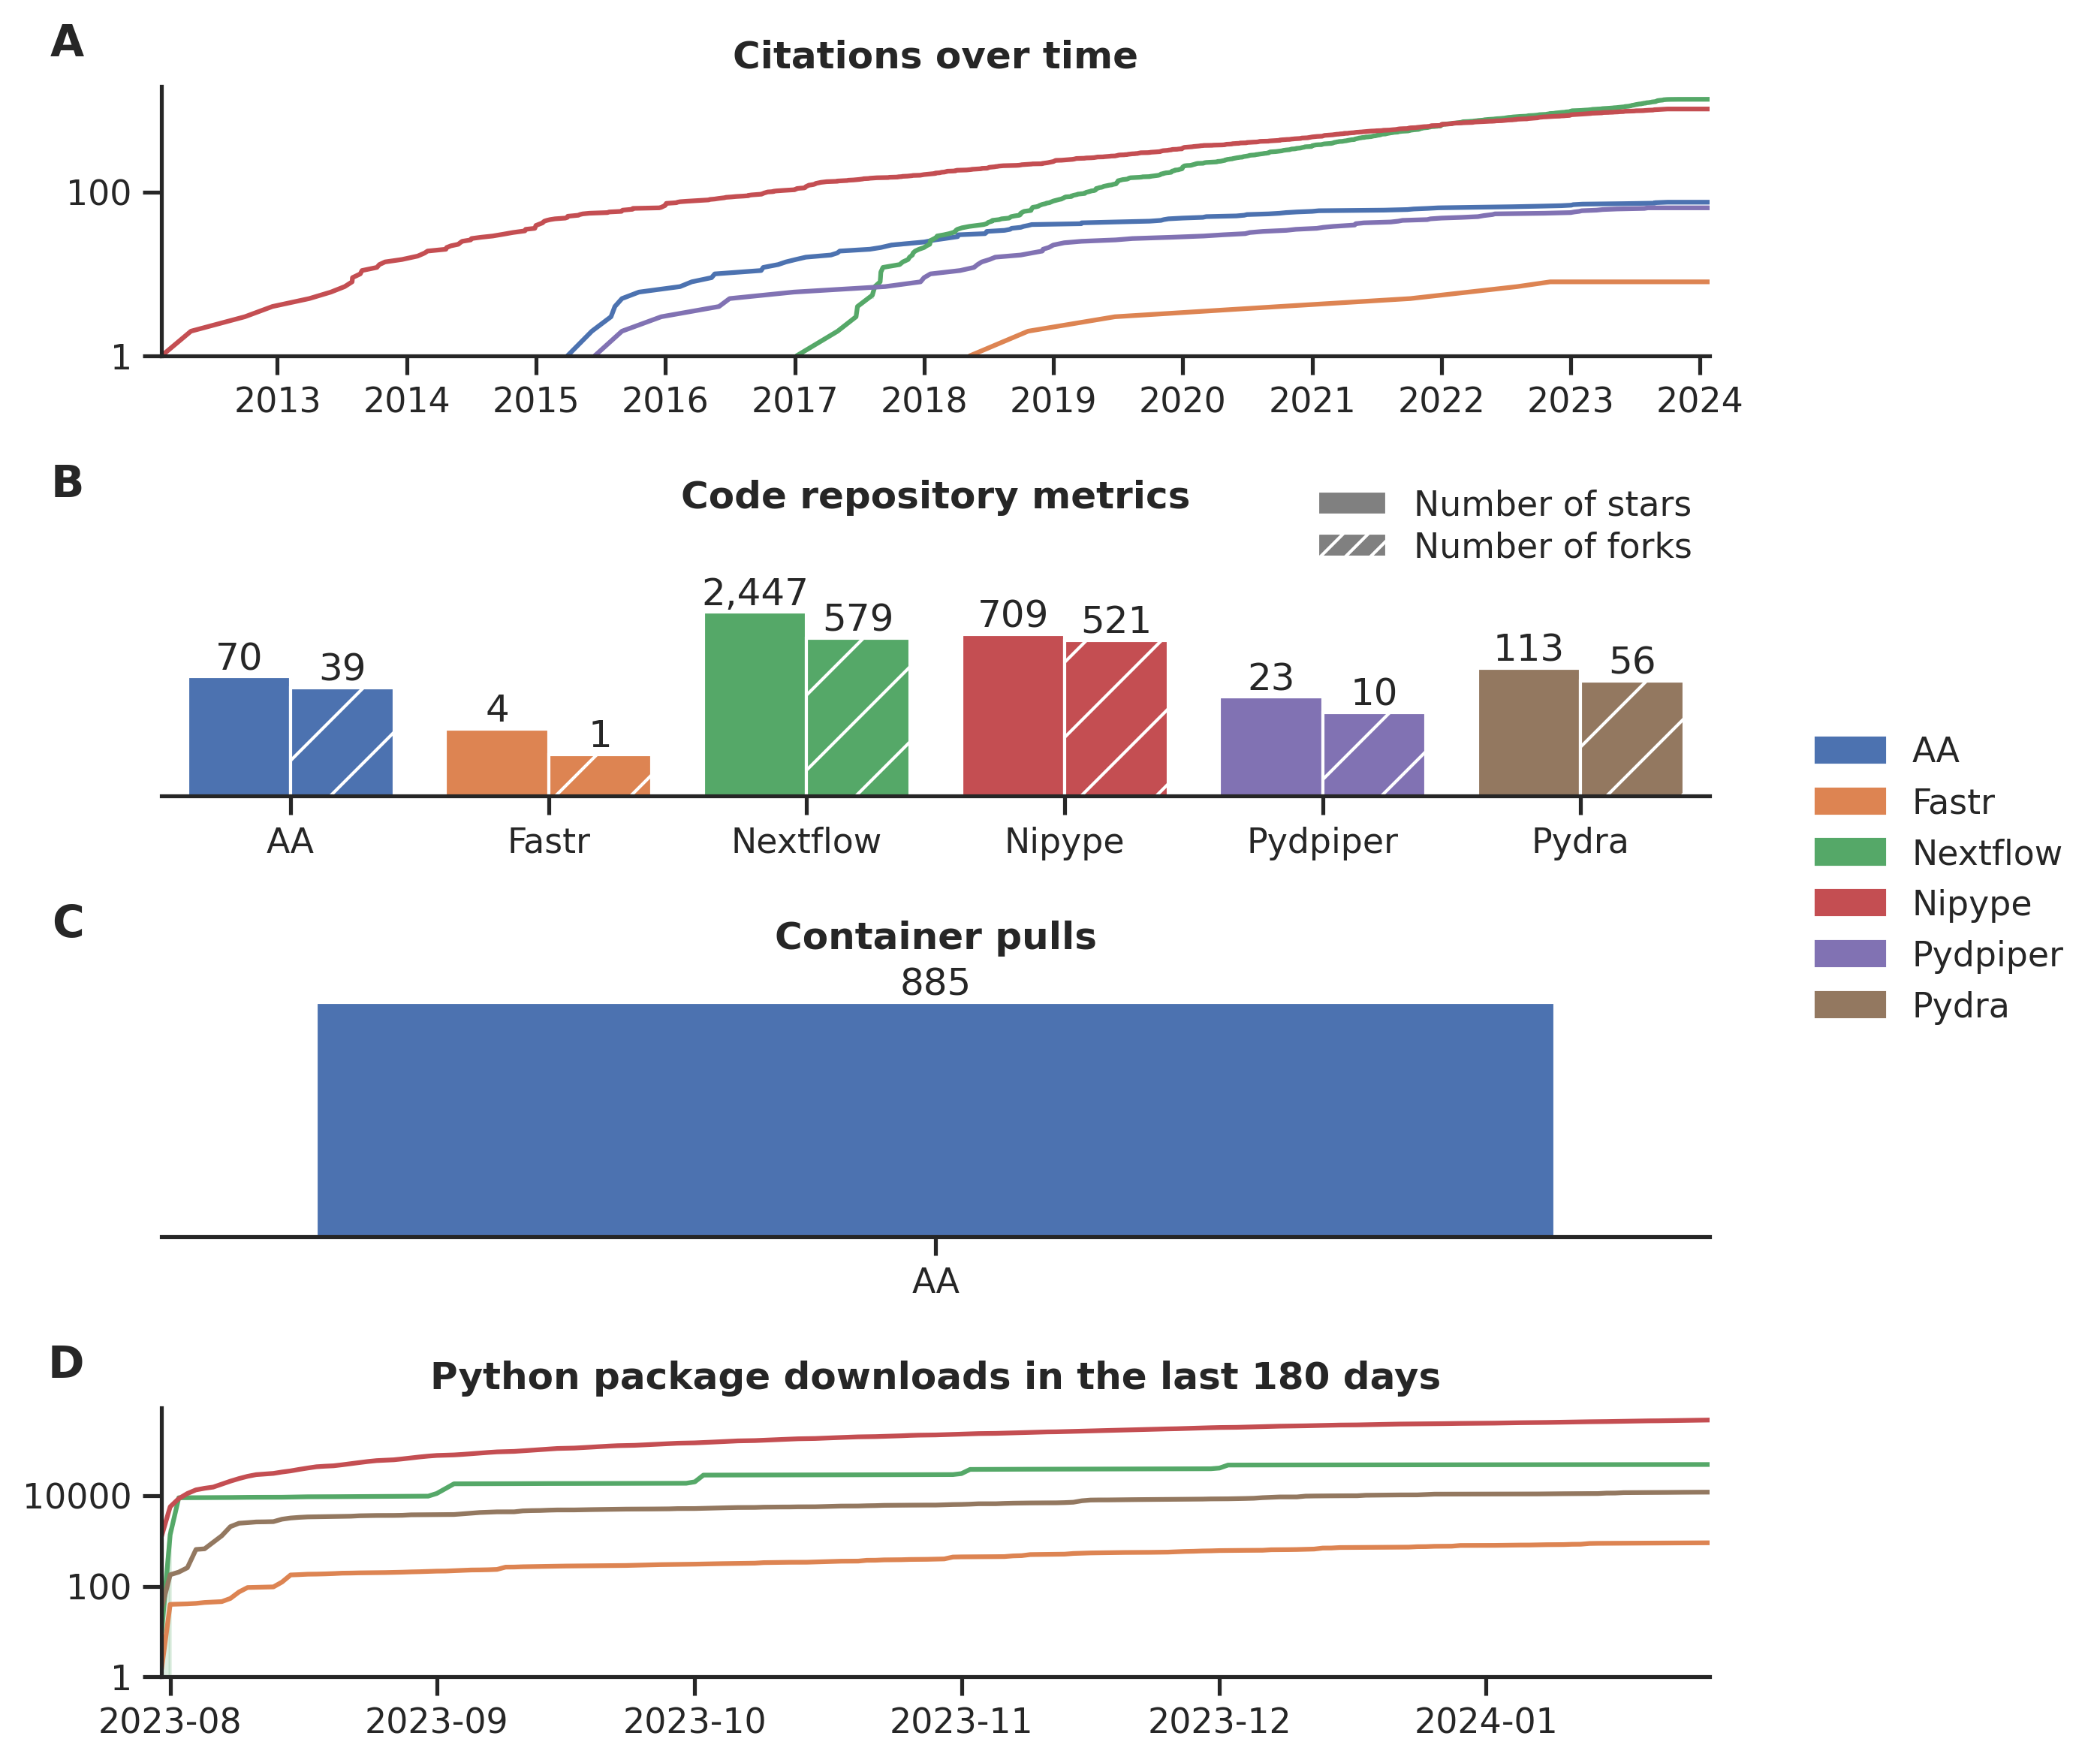 A
Citations over time
100
1
2013 2014 2015 2016 2017 2018 2019 2020 2021 2022 2023 2024
B
Code repository metrics
Number of stars
Number of forks
70 39 4 1 2,447 579 709 521 23 10 113 56
AA Fastr Nextflow Nipype Pydpiper Pydra
C
Container pulls
885
AA
D
Python package downloads in the last 180 days
10000
100
1
2023-08 2023-09 2023-10 2023-11 2023-12 2024-01
AA
Fastr
Nextflow
Nipype
Pydpiper
Pydra